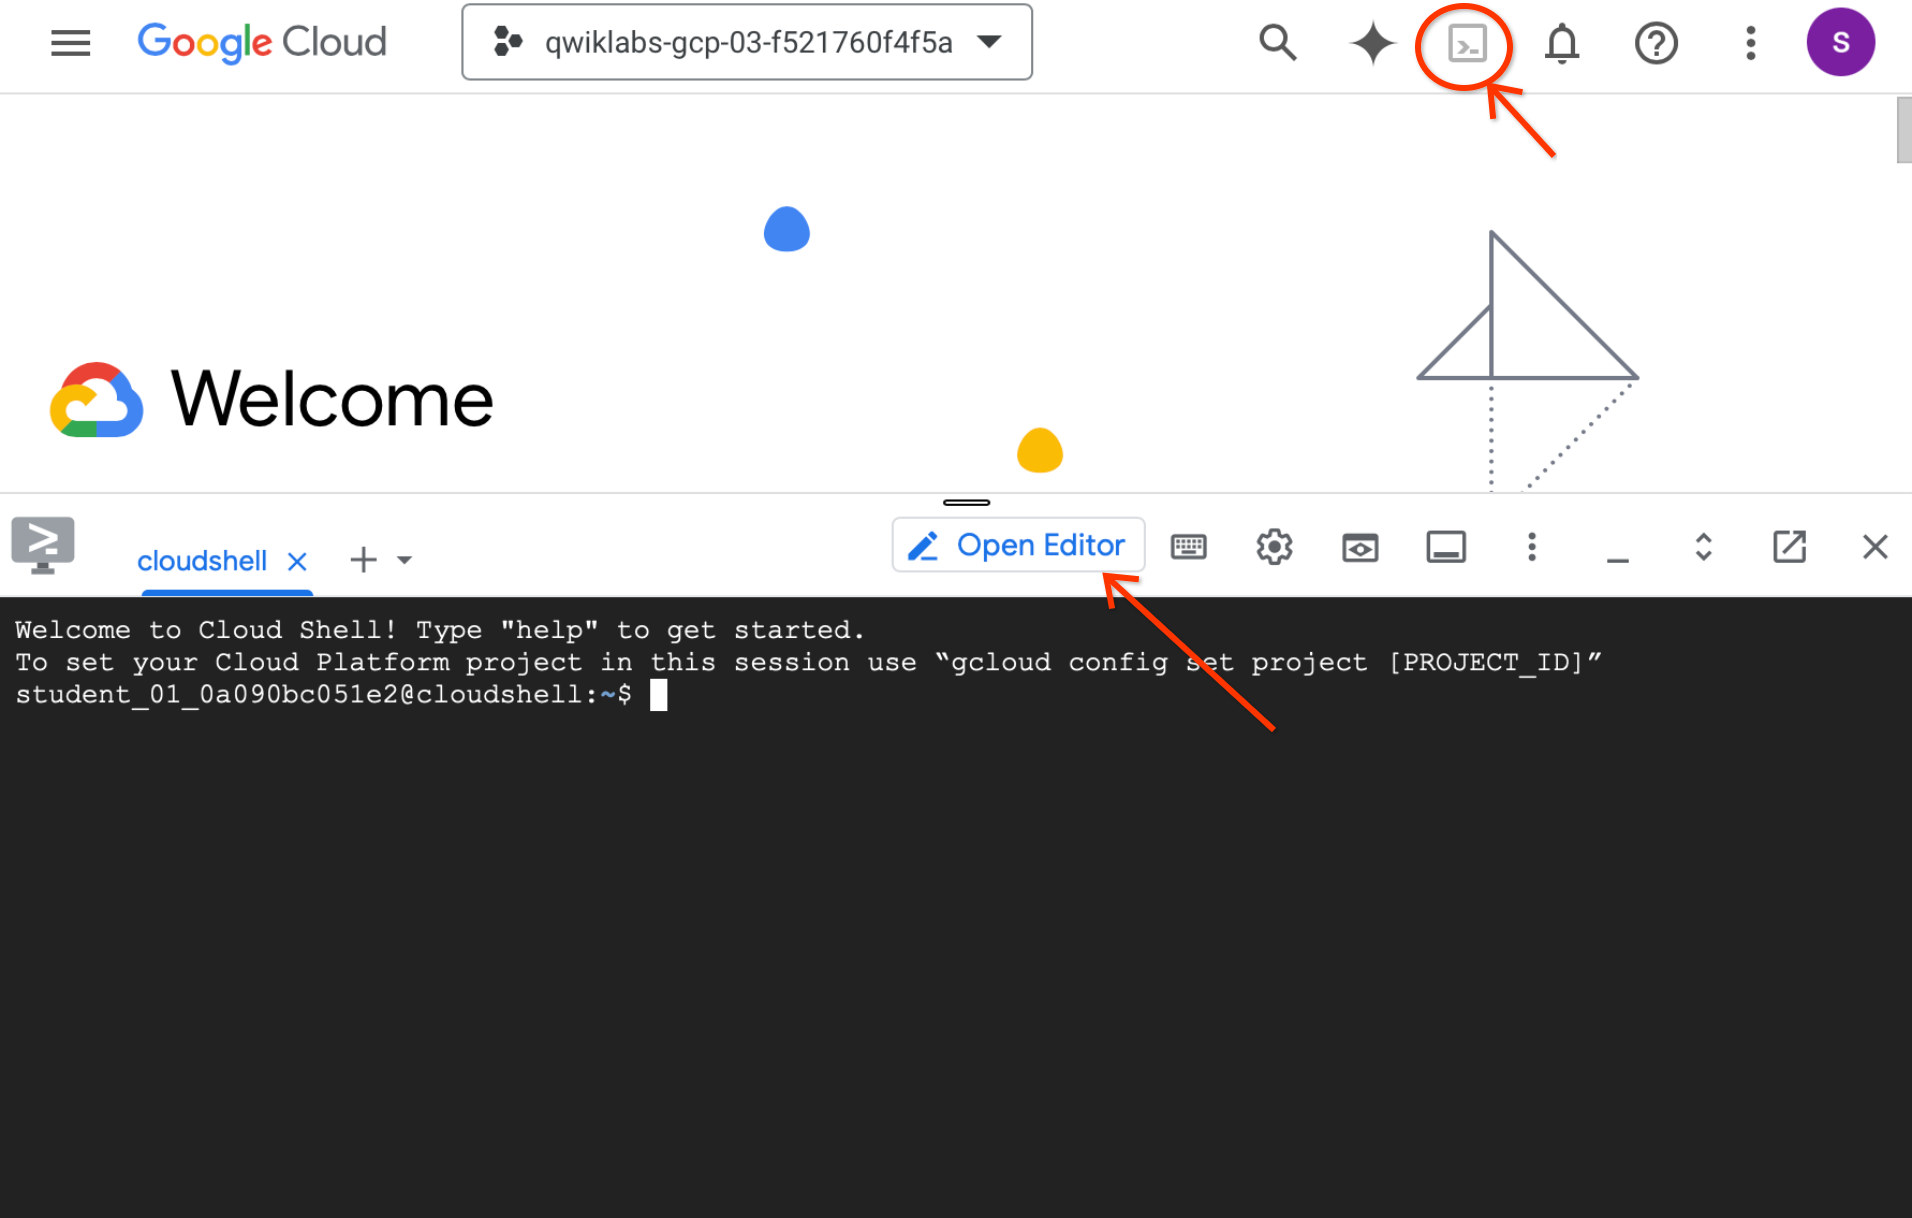 Google Cloud
qwiklabs-gcp-03-f521760f4f5a
S
Welcome
cloudshell
Open Editor
Welcome to Cloud Shell! Type "help" to get started.
To set your Cloud Platform project in this session use “gcloud config set project [PROJECT_ID]”
student_01_0a090bc051e2@cloudshell:~$